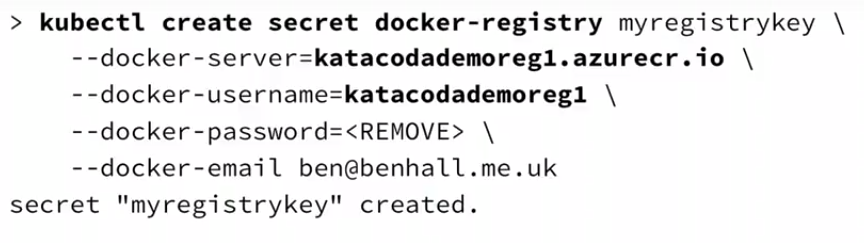 > kubectl create secret docker-registry myregistrykey \
--docker-server=katacodademoreg1.azurecr.io \
--docker-username=katacodademoreg1 \
--docker-password=<REMOVE> \
--docker-email ben@benhall.me.uk
secret "myregistrykey" created.